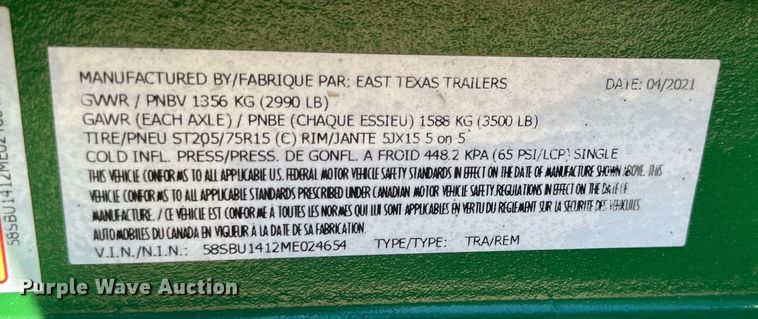 MANUFACTURED BY/FABRIQUE PAR: EAST TEXAS TRAILERS DATE: 04/2021
GVWR / PNBV 1356 KG (2990 LB)
GAWR (EACH AXLE) / PNBE (CHAQUE ESSIEU) 1588 KG (3500 LB)
TIRE/PNEU ST205/75R15 (C) RIM/JANTE 5JX15 5 on 5
COLD INFL. PRESS/PRESS. DE GONFL. A FROID 448.2 KPA (65 PSI/LCP) SINGLE
THIS VEHICLE CONFORMS TO ALL APPLICABLE U.S. FEDERAL MOTOR VEHICLE SAFETY STANDARDS IN EFFECT ON THE DATE OF MANUFACTURE SHOWN ABOVE. THIS
VEHICLE CONFORMS TO ALL APPLICABLE STANDARDS PRESCRIBED UNDER CANADIAN MOTOR VEHICLE SAFETY REGULATIONS IN EFFECT ON THE DATE OF
MANUFACTURE. / CE VÉHICULE EST CONFORME À TOUTES LES NORMES QUI LUI SONT APPLICABLES EN VERTU DU REGLEMENT SUR LA SECURITE DES VEHICULES
AUTOMOBILES DU CANADA EN VIGUEUR À LA DATE DE SA FABRICATION.
V.I.N./N.I.N.: 58SBU1412ME024654 TYPE/TYPE: TRA/REM
Purple Wave Auction